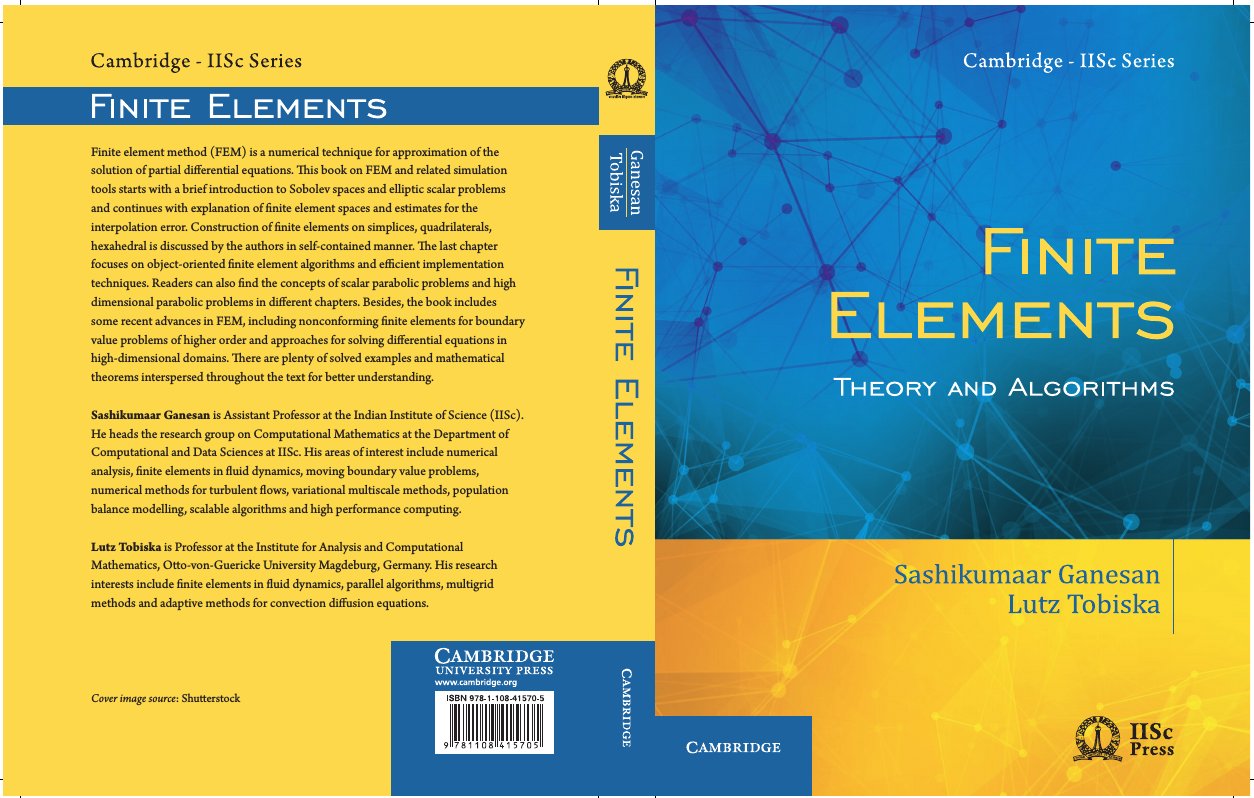 Cambridge - IISc Series
FINITE ELEMENTS
Finite element method (FEM) is a numerical technique for approximation of the
solution of partial differential equations. This book on FEM and related simulation
tools starts with a brief introduction to Sobolev spaces and elliptic scalar problems
and continues with explanation of finite element spaces and estimates for the
interpolation error. Construction of finite elements on simplices, quadrilaterals,
hexahedral is discussed by the authors in self-contained manner. The last chapter
focuses on object-oriented finite element algorithms and efficient implementation
techniques. Readers can also find the concepts of scalar parabolic problems and high
dimensional parabolic problems in different chapters. Besides, the book includes
some recent advances in FEM, including nonconforming finite elements for boundary
value problems of higher order and approaches for solving differential equations in
high-dimensional domains. There are plenty of solved examples and mathematical
theorems interspersed throughout the text for better understanding.
Sashikumaar Ganesan is Assistant Professor at the Indian Institute of Science (IISc).
He heads the research group on Computational Mathematics at the Department of
Computational and Data Sciences at IISc. His areas of interest include numerical
analysis, finite elements in fluid dynamics, moving boundary value problems,
numerical methods for turbulent flows, variational multiscale methods, population
balance modelling, scalable algorithms and high performance computing.
Lutz Tobiska is Professor at the Institute for Analysis and Computational
Mathematics, Otto-von-Guericke University Magdeburg, Germany. His research
interests include finite elements in fluid dynamics, parallel algorithms, multigrid
methods and adaptive methods for convection diffusion equations.
Cover image source: Shutterstock
CAMBRIDGE
UNIVERSITY PRESS
www.cambridge.org
ISBN 978-1-108-41570-5
9 781108 415705
Ganesan
Tobiska
FINITE ELEMENTS
CAMBRIDGE
Cambridge - IISc Series
FINITE
ELEMENTS
THEORY AND ALGORITHMS
Sashikumaar Ganesan
Lutz Tobiska
CAMBRIDGE
IISc
Press